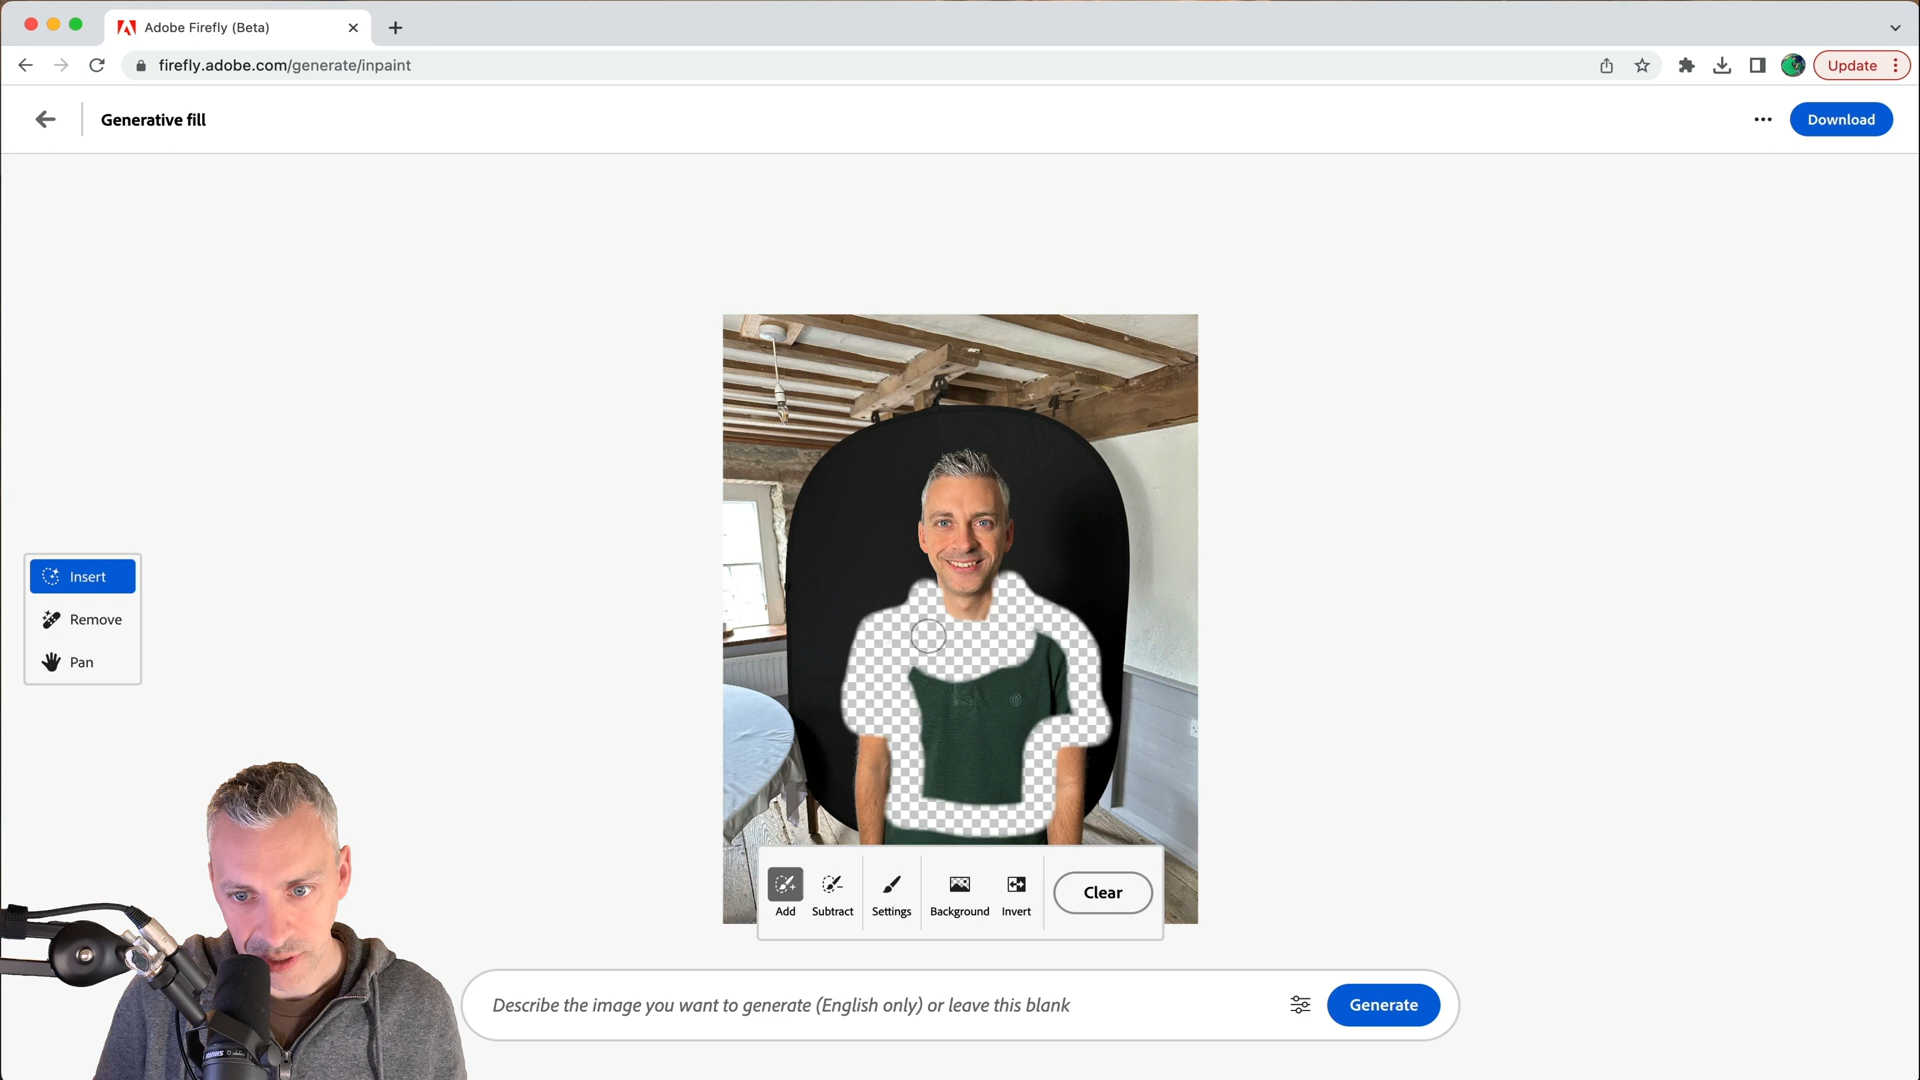 Adobe Firefly (Beta)
firefly.adobe.com/generate/inpaint
Update
Generative fill
Download
Insert
Remove
Pan
Add
Subtract
Settings
Background
Invert
Clear
Describe the image you want to generate (English only) or leave this blank
Generate
SHURE